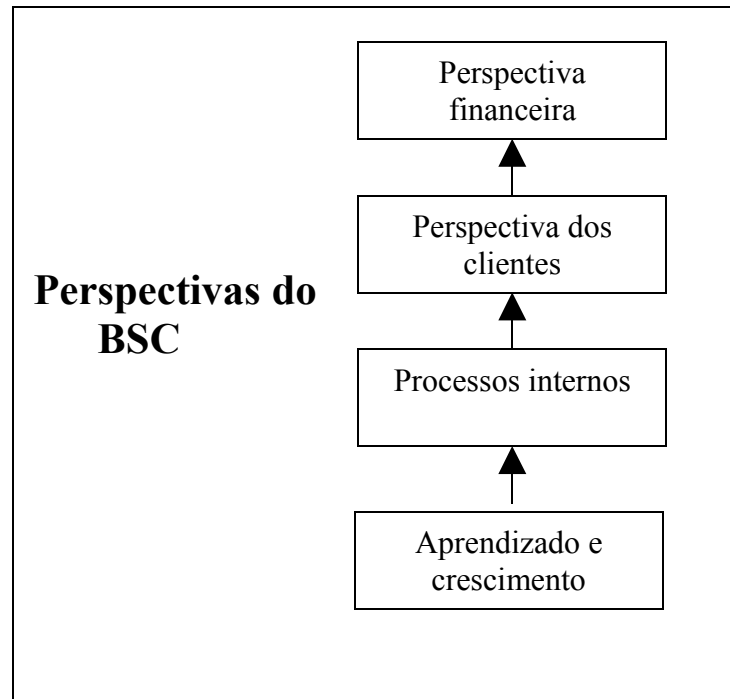 Perspectiva
financeira
Perspectiva dos
clientes
Perspectivas do
BSC
Processos internos
Aprendizado e
crescimento